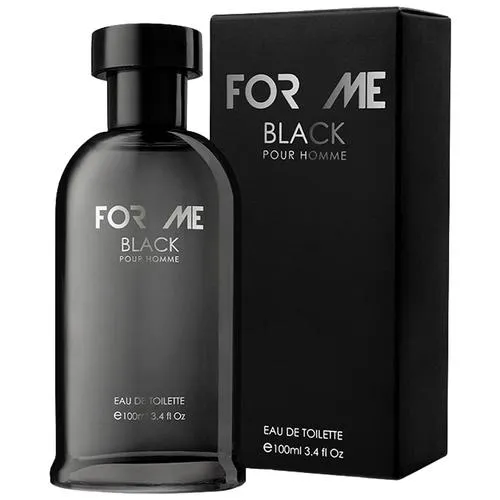 FOR ME
BLACK
POUR HOMME
EAU DE TOILETTE
℮100ml 3.4 fl Oz
FOR ME
BLACK
POUR HOMME
EAU DE TOILETTE
℮100ml 3.4 fl Oz